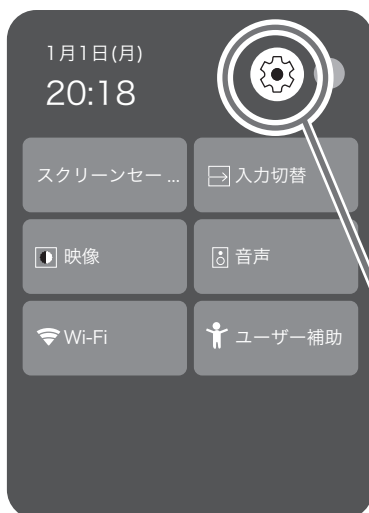 1月1日(月)
20:18
スクリーンセー ...
入力切替
映像
音声
Wi-Fi
ユーザー補助